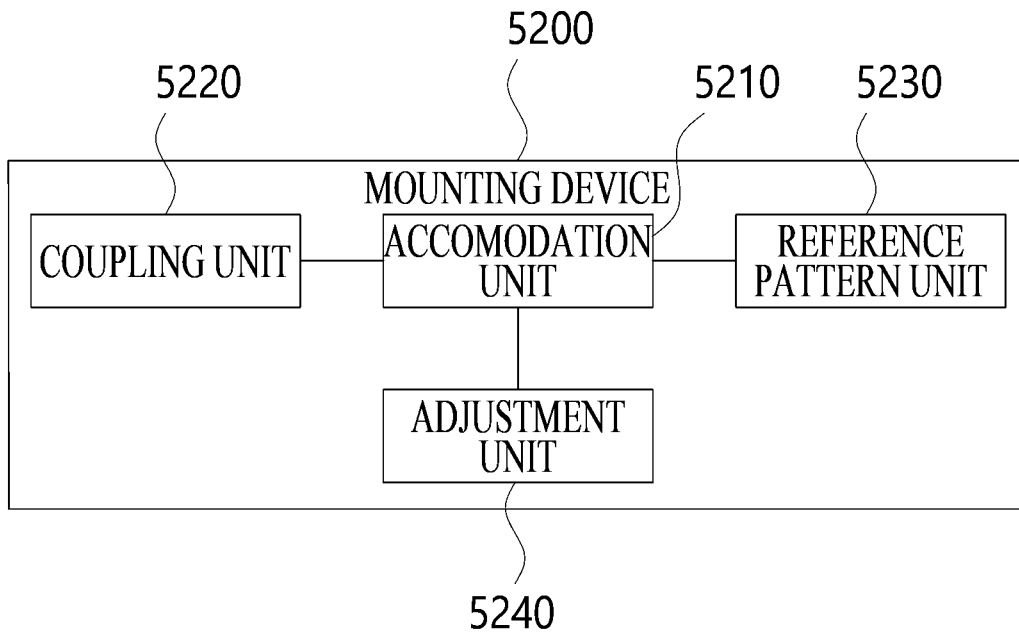 5200
5220
5210
5230
MOUNTING DEVICE
COUPLING UNIT
ACCOMODATION
UNIT
REFERENCE
PATTERN UNIT
ADJUSTMENT
UNIT
5240